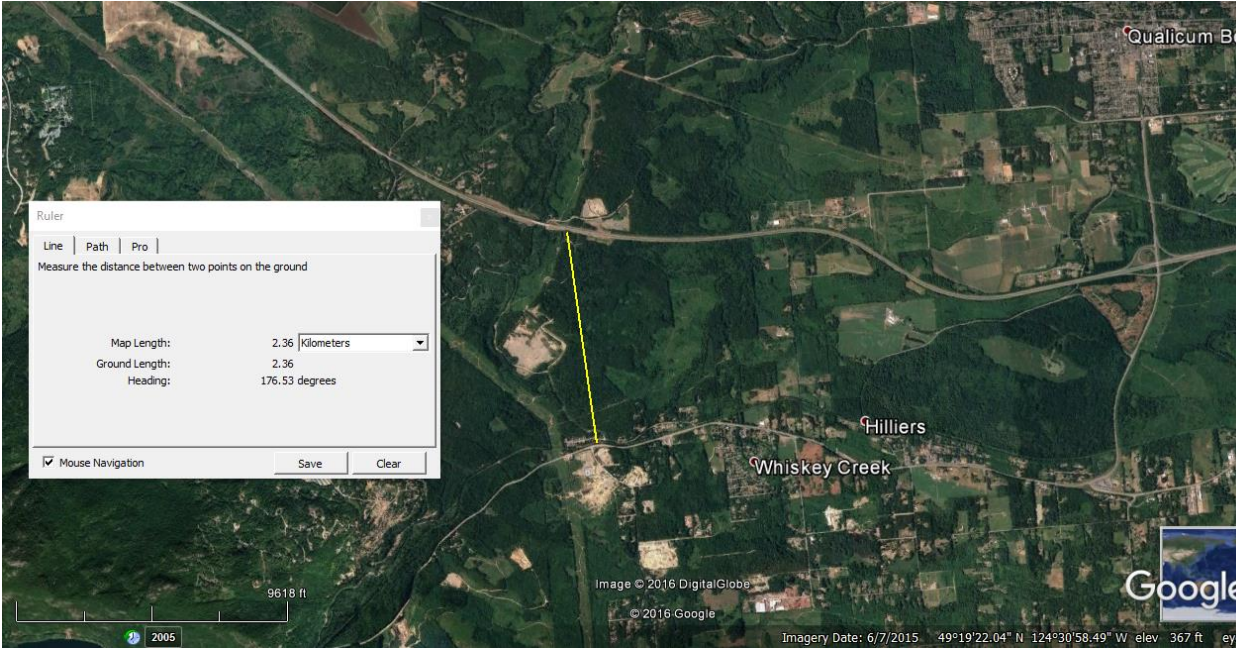 Qualicum Be
Ruler
Line Path Pro
Measure the distance between two points on the ground
Map Length: 2.36 Kilometers
Ground Length: 2.36
Heading: 176.53 degrees
Mouse Navigation Save Clear
Hilliers
Whiskey Creek
9618 ft
Image © 2016 DigitalGlobe
© 2016 Google
Google
2005
Imagery Date: 6/7/2015 49°19'22.04" N 124°30'58.49" W elev 367 ft ey